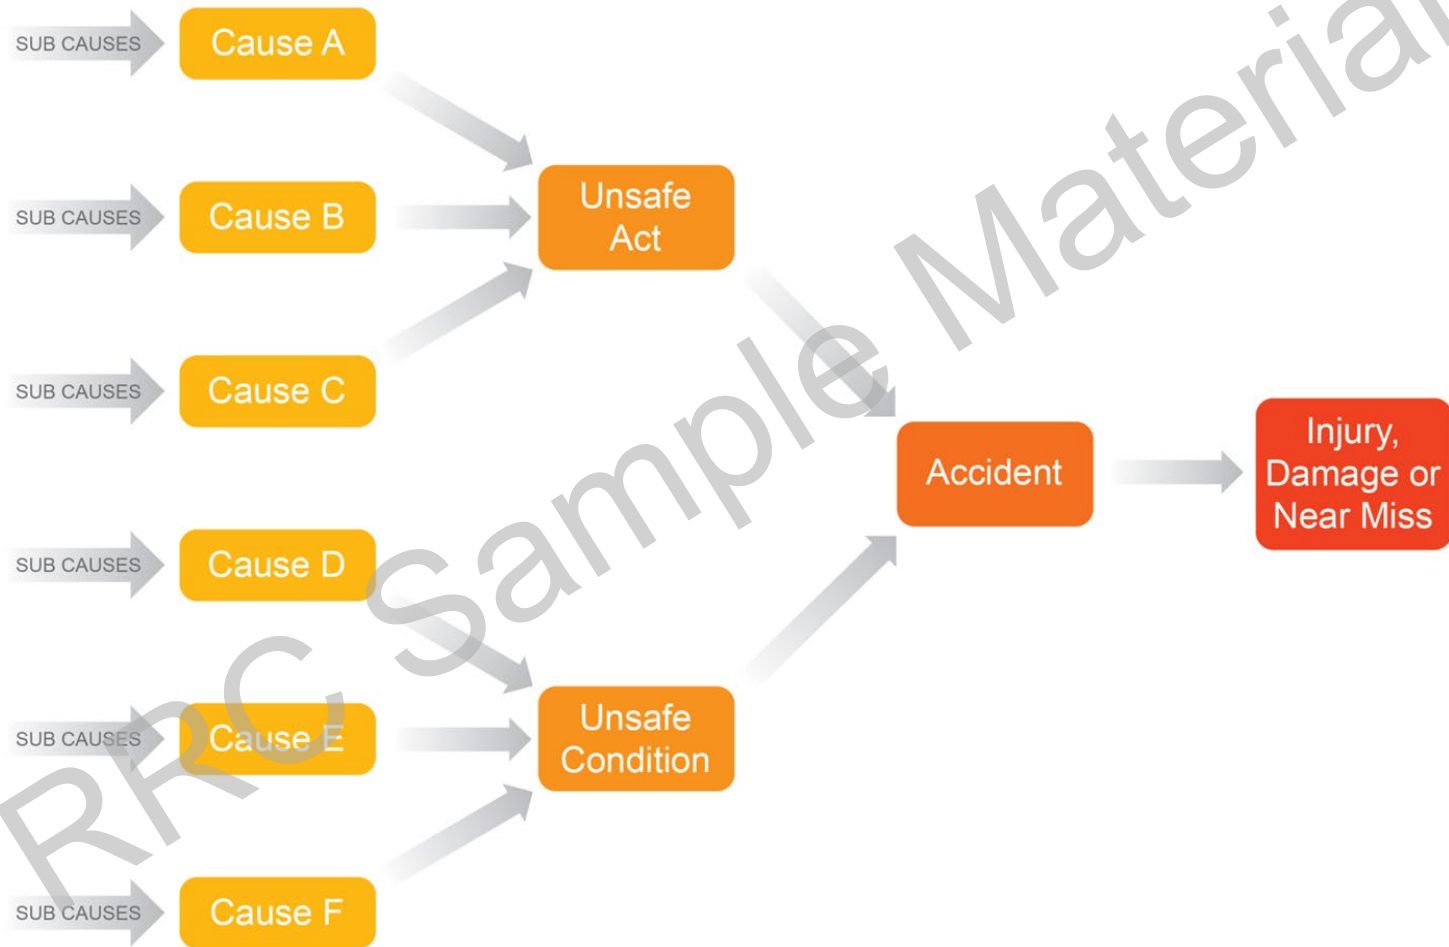 SUB CAUSES
Cause A
SUB CAUSES
Cause B
Unsafe
Act
SUB CAUSES
Cause C
Accident
Injury,
Damage or
Near Miss
SUB CAUSES
Cause D
SUB CAUSES
Cause E
Unsafe
Condition
SUB CAUSES
Cause F
RRC Sample Material